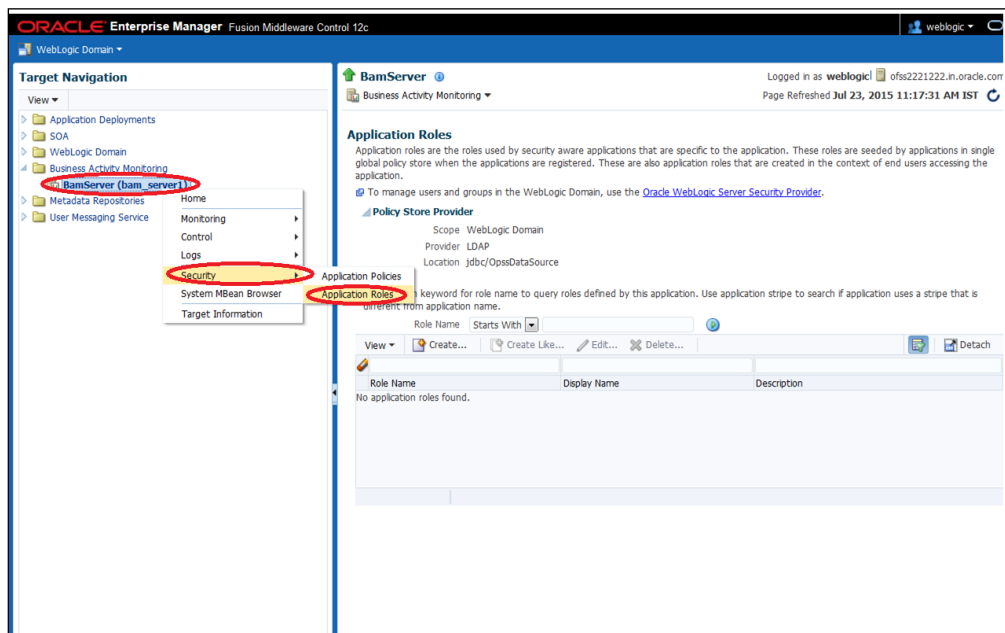 ORACLE Enterprise Manager Fusion Middleware Control 12c
weblogic
WebLogic Domain
Target Navigation
View
Application Deployments
SOA
WebLogic Domain
Business Activity Monitoring
BamServer (bam_server1)
Metadata Repositories
User Messaging Service
Home
Monitoring
Control
Logs
Security
System MBean Browser
Target Information
Application Policies
Application Roles
BamServer
Logged in as weblogic
ofss2221222.in.oracle.com
Business Activity Monitoring
Page Refreshed Jul 23, 2015 11:17:31 AM IST
Application Roles
Application roles are the roles used by security aware applications that are specific to the application. These roles are seeded by applications in single
global policy store when the applications are registered. These are also application roles that are created in the context of end users accessing the
application.
To manage users and groups in the WebLogic Domain, use the Oracle WebLogic Server Security Provider.
Policy Store Provider
Scope WebLogic Domain
Provider LDAP
Location jdbc/OpssDataSource
keyword for role name to query roles defined by this application. Use application stripe to search if application uses a stripe that is
different from application name.
Role Name Starts With
View Create... Create Like... Edit... Delete... Detach
Role Name Display Name Description
No application roles found.